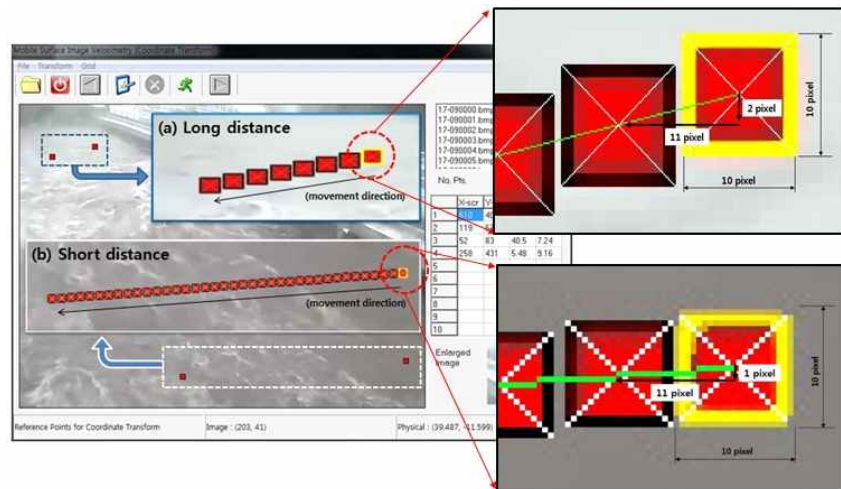 Mobile Surface Image Velocimetry (Coordinate Transform
File Transform Grid
(a) Long distance
(movement direction)
17-090000.bmp
17-090001.bmp
17-090002.bmp
17-090003.bmp
17-090004.bmp
17-090005.bmp
No. Pts.
X-scr
1
2 119
3 52 83 40.5 7.24
4 258 431 5.48 9.16
5
6
7
8
9
10
(b) Short distance
(movement direction)
Enlarged
image
Reference Points for Coordinate Transform
Image : (203, 41)
Physical : (39.487, -11.599)
2 pixel
11 pixel
10 pixel
10 pixel
1 pixel
11 pixel
10 pixel
10 pixel